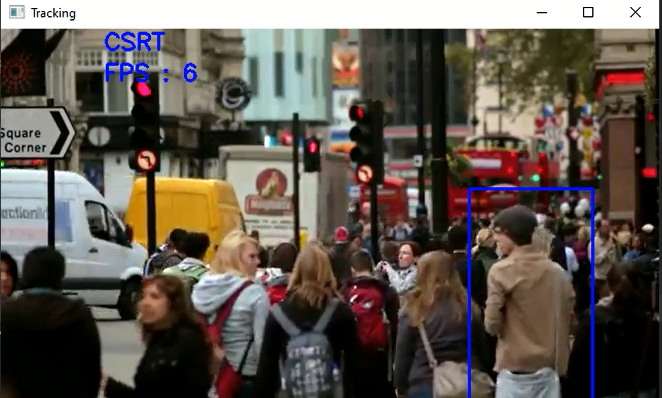 Tracking
CSRT
FPS : 6
Square
Corner